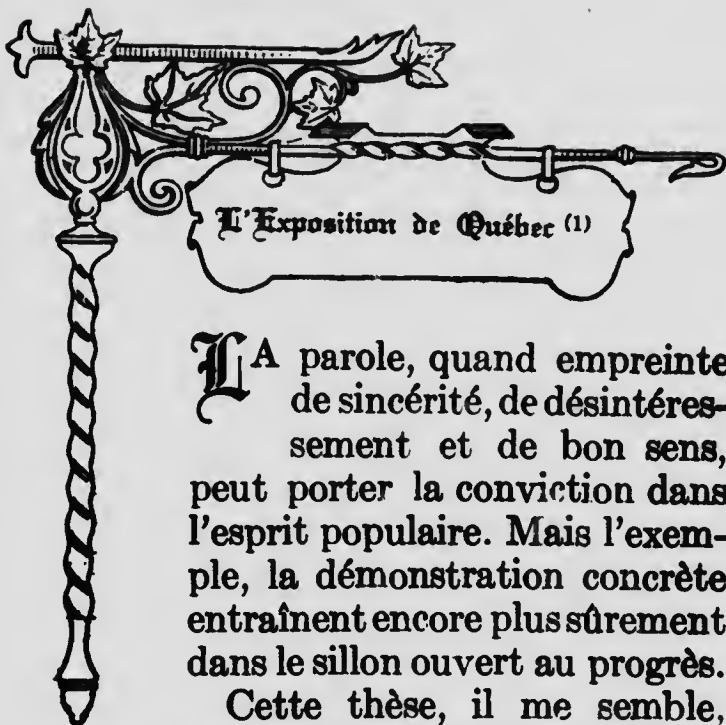 L'Exposition de Québec (1)
LA parole, quand empreinte
de sincérité, de désintéres-
sement et de bon sens,
peut porter la conviction dans
l'esprit populaire. Mais l'exem-
ple, la démonstration concrète
entraînent encore plus sûrement
dans le sillon ouvert au progrès.
Cette thèse, il me semble,